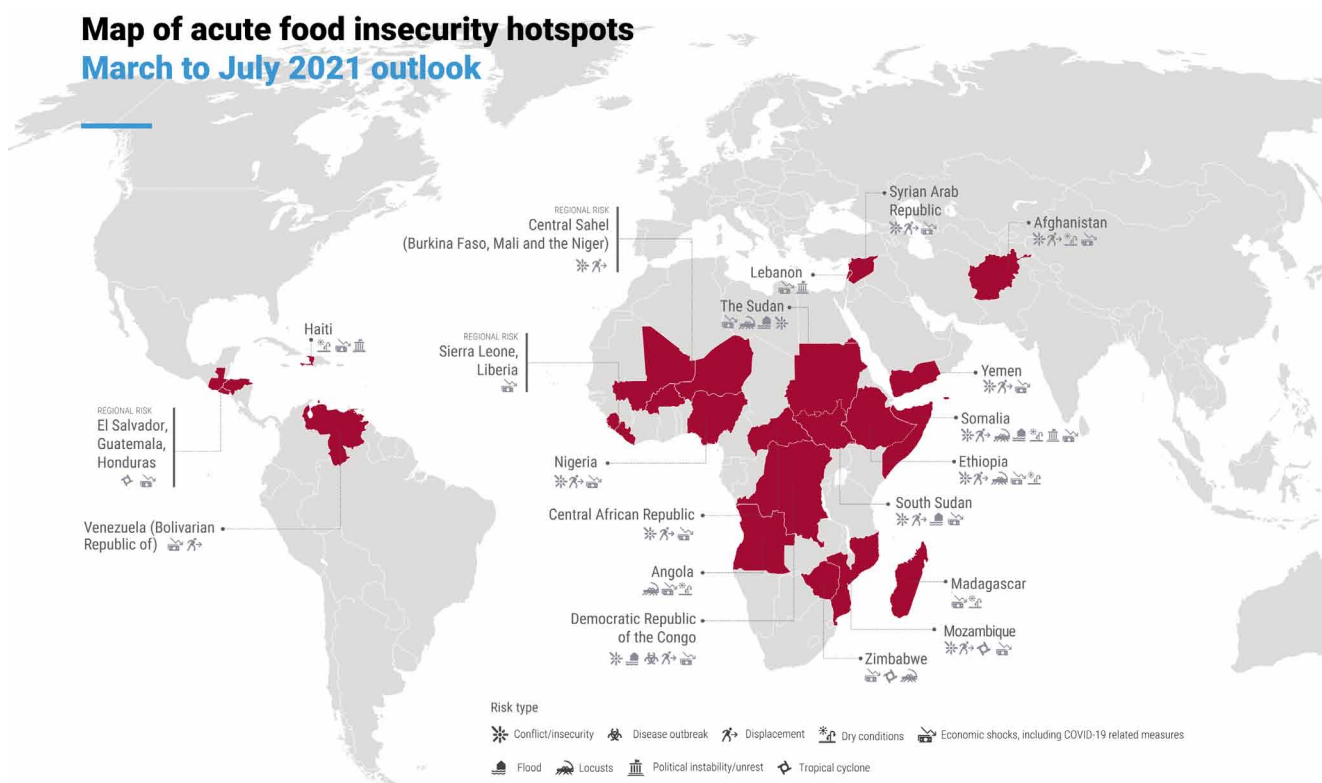 Map of acute food insecurity hotspots
March to July 2021 outlook
REGIONAL RISK
Central Sahel
(Burkina Faso, Mali and the Niger)
Syrian Arab
Republic
Afghanistan
Lebanon
The Sudan
Haiti
REGIONAL RISK
Sierra Leone,
Liberia
Yemen
REGIONAL RISK
El Salvador,
Guatemala,
Honduras
Somalia
Nigeria
Ethiopia
South Sudan
Central African Republic
Venezuela (Bolivarian
Republic of)
Angola
Madagascar
Democratic Republic
of the Congo
Mozambique
Zimbabwe
Risk type
Conflict/insecurity
Disease outbreak
Displacement
Dry conditions
Economic shocks, including COVID-19 related measures
Flood
Locusts
Political instability/unrest
Tropical cyclone